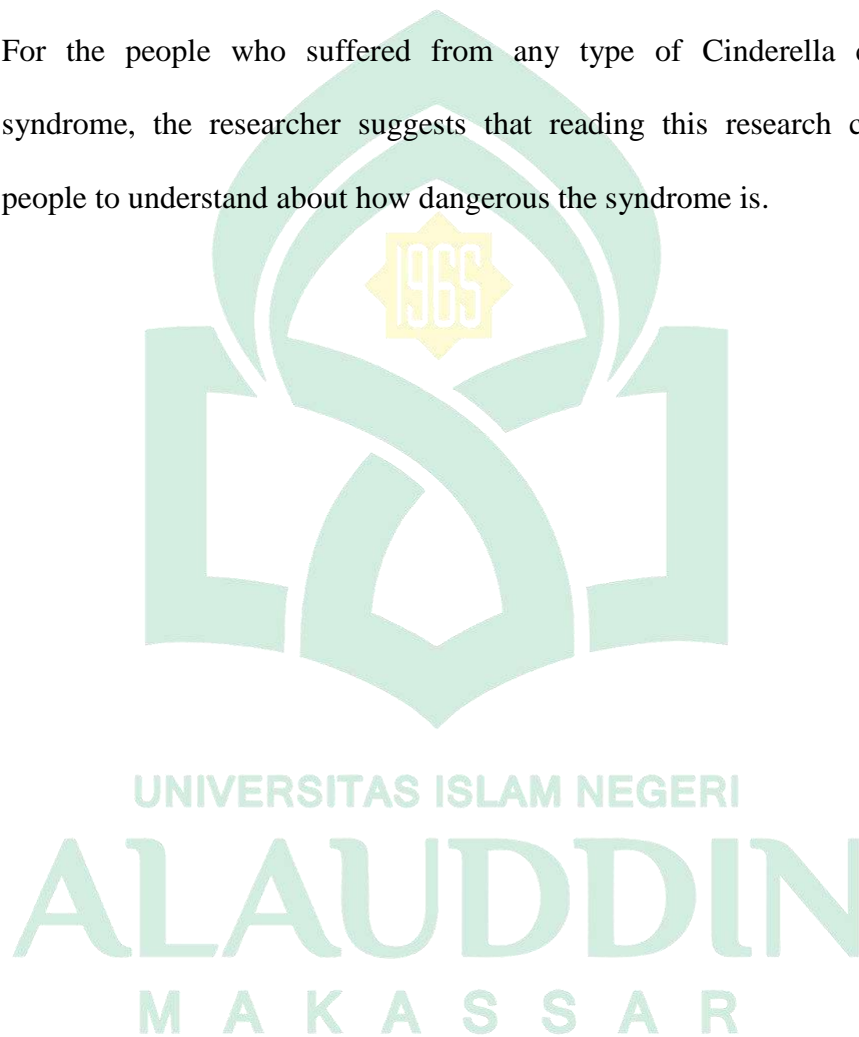 For the people who suffered from any type of Cinderella
syndrome, the researcher suggests that reading this research
people to understand about how dangerous the syndrome is.
1965
UNIVERSITAS ISLAM NEGERI
ALAUDDIN
MAKASSAR